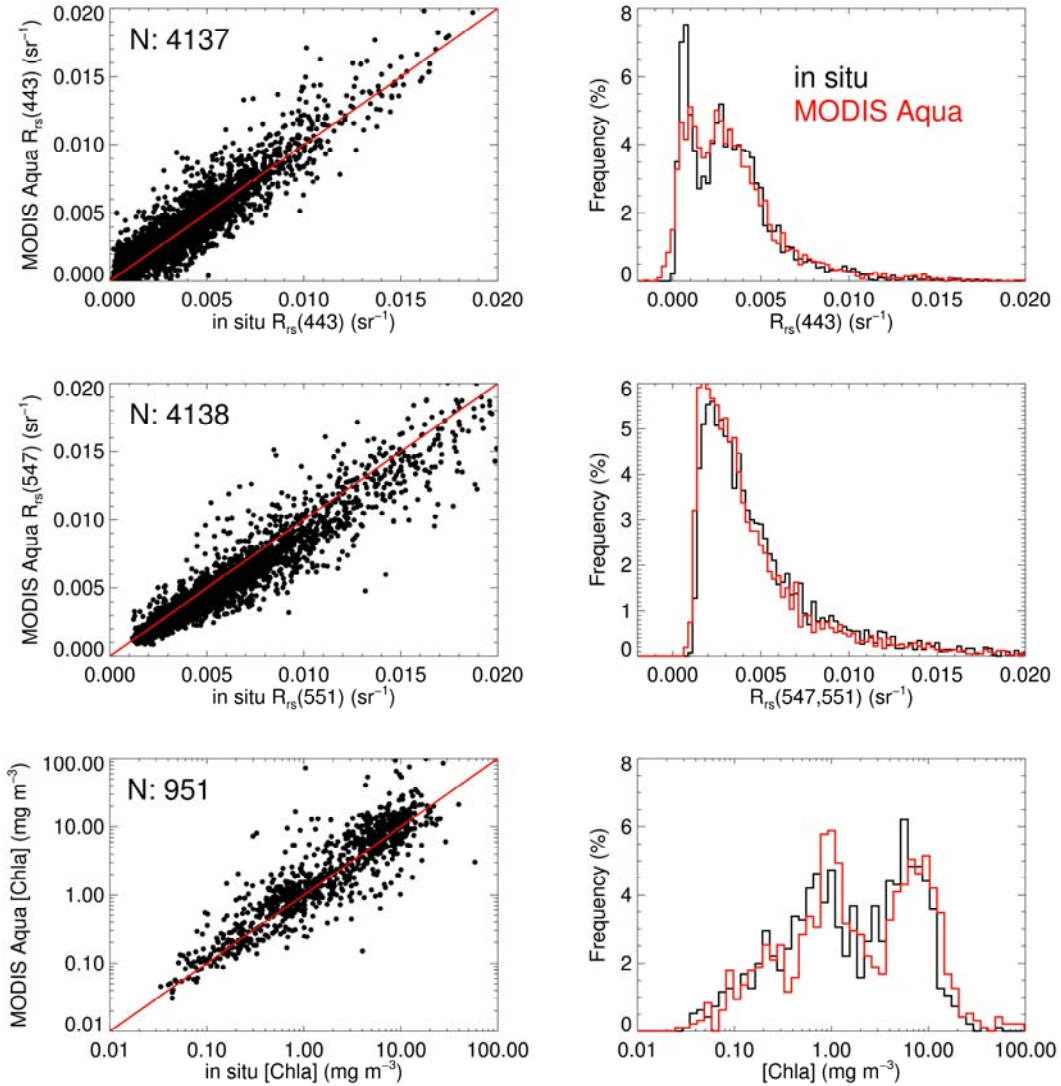 N: 4137
0.020
0.015
0.010
0.005
0.000
MODIS Aqua Rrs(443) (sr⁻¹)
0.000 0.005 0.010 0.015 0.020
in situ Rrs(443) (sr⁻¹)
8
6
4
2
0
Frequency (%)
in situ
MODIS Aqua
0.000 0.005 0.010 0.015 0.020
Rrs(443) (sr⁻¹)
N: 4138
0.020
0.015
0.010
0.005
0.000
MODIS Aqua Rrs(547) (sr⁻¹)
0.000 0.005 0.010 0.015 0.020
in situ Rrs(551) (sr⁻¹)
6
5
4
3
2
1
0
Frequency (%)
0.000 0.005 0.010 0.015 0.020
Rrs(547,551) (sr⁻¹)
N: 951
100.00
10.00
1.00
0.10
0.01
MODIS Aqua [Chla] (mg m⁻³)
0.01 0.10 1.00 10.00 100.00
in situ [Chla] (mg m⁻³)
8
6
4
2
0
Frequency (%)
0.01 0.10 1.00 10.00 100.00
[Chla] (mg m⁻³)